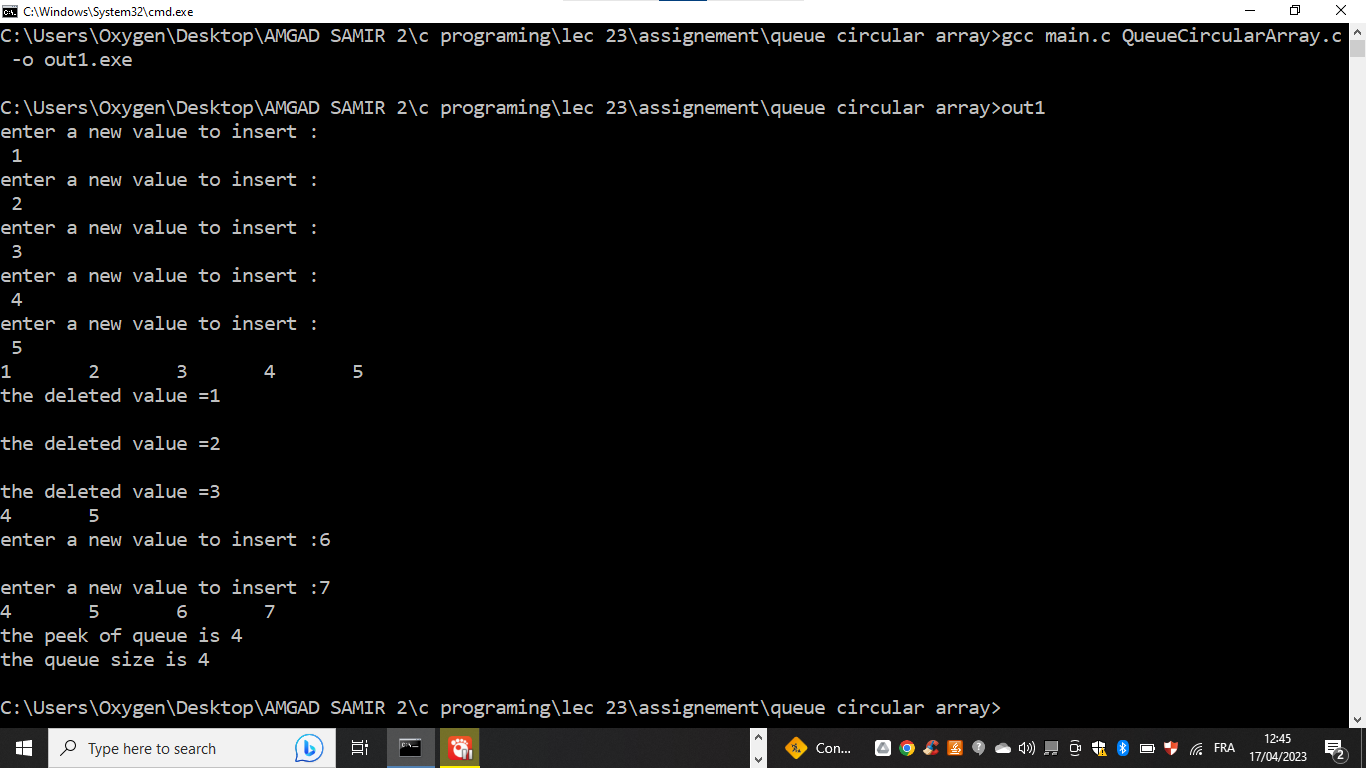 C:\Windows\System32\cmd.exe
C:\Users\Oxygen\Desktop\AMGAD SAMIR 2\c programing\lec 23\assignement\queue circular array>gcc main.c QueueCircularArray.c
-o out1.exe
C:\Users\Oxygen\Desktop\AMGAD SAMIR 2\c programing\lec 23\assignement\queue circular array>out1
enter a new value to insert :
1
enter a new value to insert :
2
enter a new value to insert :
3
enter a new value to insert :
4
enter a new value to insert :
5
1 2 3 4 5
the deleted value =1
the deleted value =2
the deleted value =3
4 5
enter a new value to insert :6
enter a new value to insert :7
4 5 6 7
the peek of queue is 4
the queue size is 4
C:\Users\Oxygen\Desktop\AMGAD SAMIR 2\c programing\lec 23\assignement\queue circular array>
Type here to search
Con...
FRA
12:45
17/04/2023
2